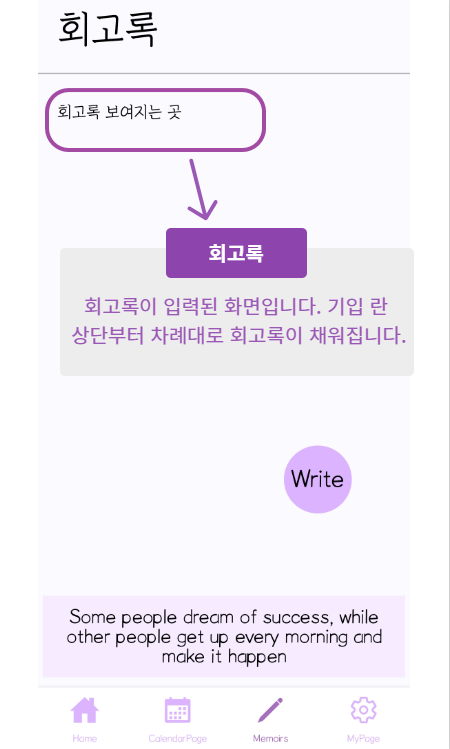 회고록
회고록 보여지는 곳
회고록
회고록이 입력된 화면입니다. 기입 란
상단부터 차례대로 회고록이 채워집니다.
Write
Some people dream of success, while
other people get up every morning and
make it happen
Home CalendarPage Memoirs MyPage